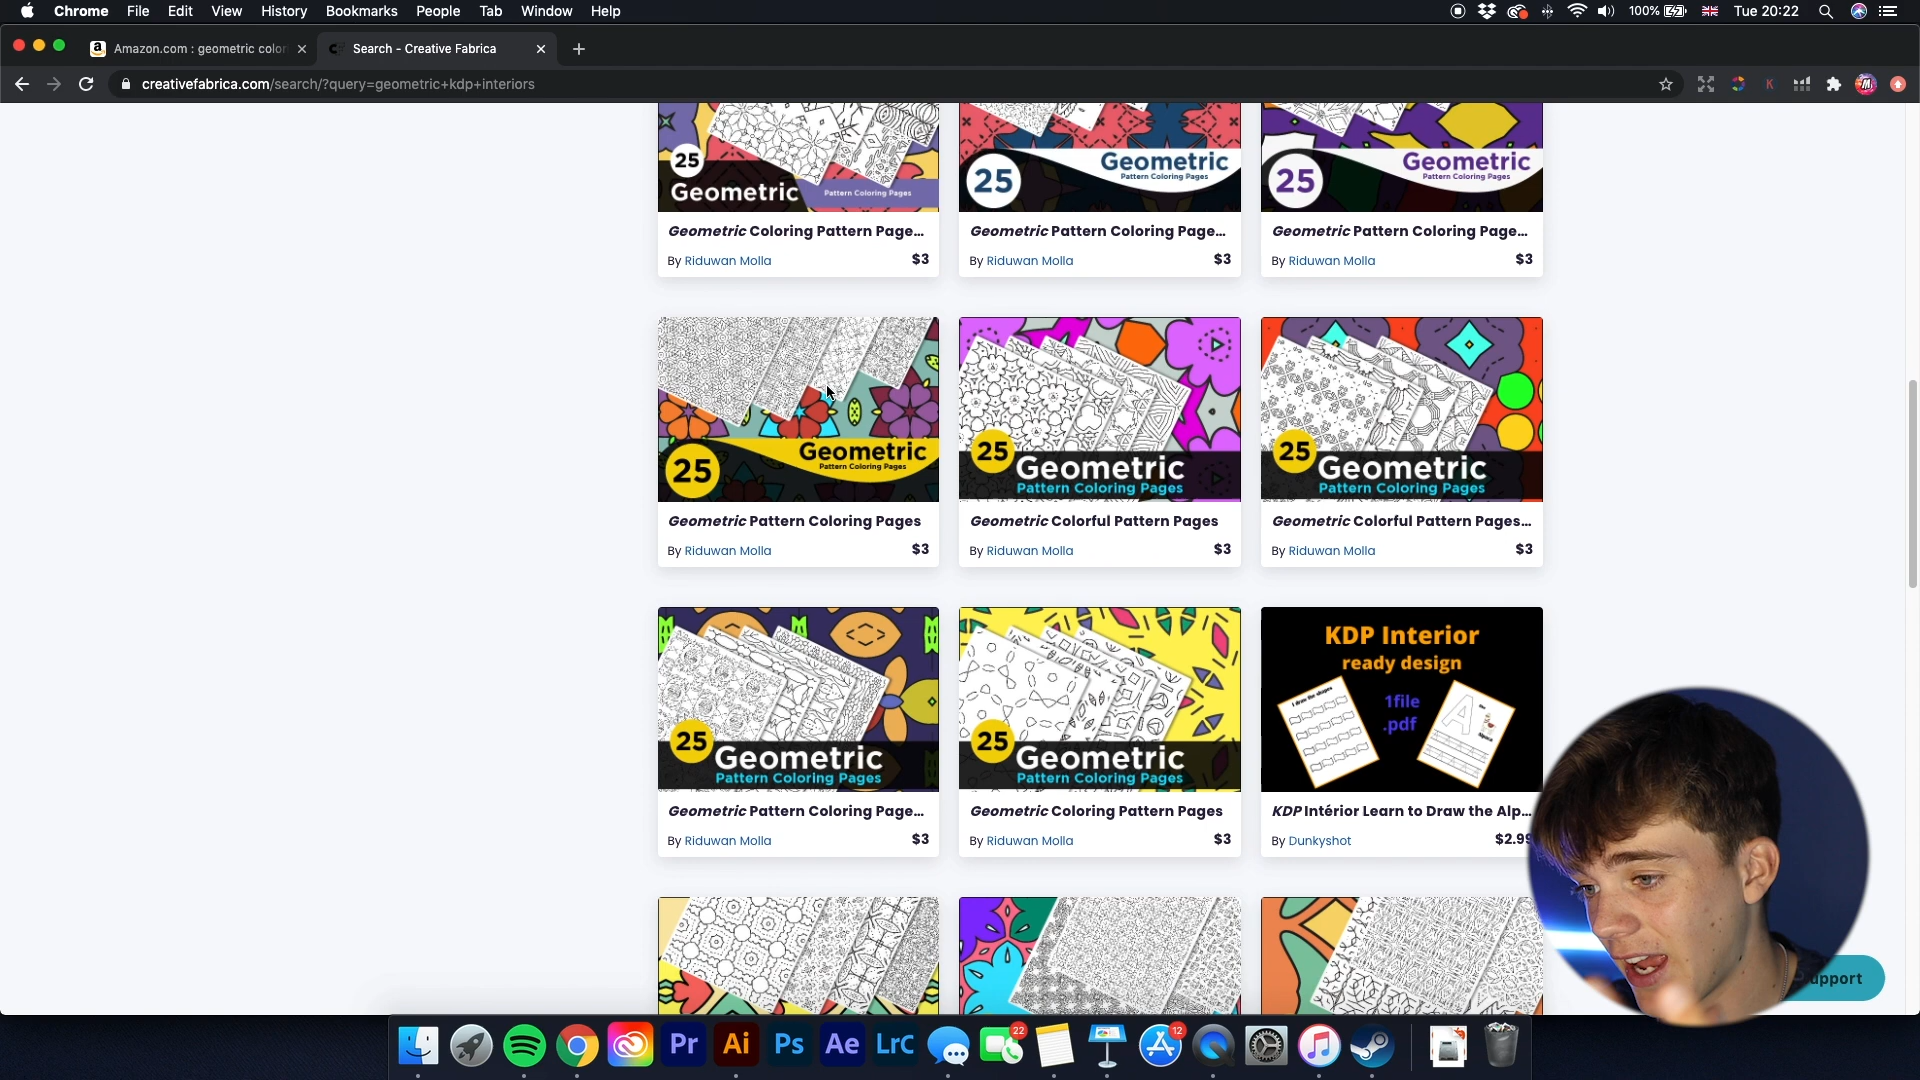 Chrome File Edit View History Bookmarks People Tab Window Help
100% Tue 20:22
Amazon.com : geometric color
Search - Creative Fabrica
creativefabrica.com/search/?query=geometric+kdp+interiors
25
Geometric
Pattern Coloring Pages
25
Geometric
Pattern Coloring Pages
25
Geometric
Pattern Coloring Pages
Geometric Coloring Pattern Page...
By Riduwan Molla $3
Geometric Pattern Coloring Page...
By Riduwan Molla $3
Geometric Pattern Coloring Page...
By Riduwan Molla $3
25
Geometric
Pattern Coloring Pages
25
Geometric
Pattern Coloring Pages
25
Geometric
Pattern Coloring Pages
Geometric Pattern Coloring Pages
By Riduwan Molla $3
Geometric Colorful Pattern Pages
By Riduwan Molla $3
Geometric Colorful Pattern Pages...
By Riduwan Molla $3
25
Geometric
Pattern Coloring Pages
25
Geometric
Pattern Coloring Pages
KDP Interior
ready design
1file
.pdf
I draw the shapes
A
Geometric Pattern Coloring Page...
By Riduwan Molla $3
Geometric Coloring Pattern Pages
By Riduwan Molla $3
KDP Intérior Learn to Draw the Alp...
By Dunkyshot $2.99
Pr Ai Ps Ae LrC
22
12